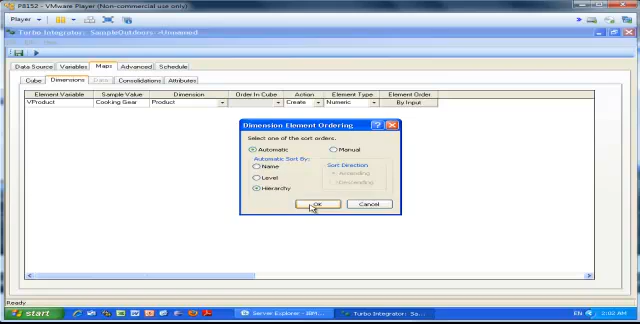 P8152 - VMware Player (Non-commercial use only)
Player
Turbo Integrator: SampleOutdoors->Unnamed
Data Source Variables Maps Advanced Schedule
Cube Dimensions Data Consolidations Attributes
Element Variable Sample Value Dimension Order In Cube Action Element Type Element Order
VProduct Cooking Gear Product Create Numeric By Input
Dimension Element Ordering
Select one of the sort orders.
Automatic Manual
Automatic Sort By: Sort Direction
Name Ascending
Level Descending
Hierarchy
OK Cancel
Ready
start Server Explorer - IBM... Turbo Integrator: Sa... EN 2:02 AM